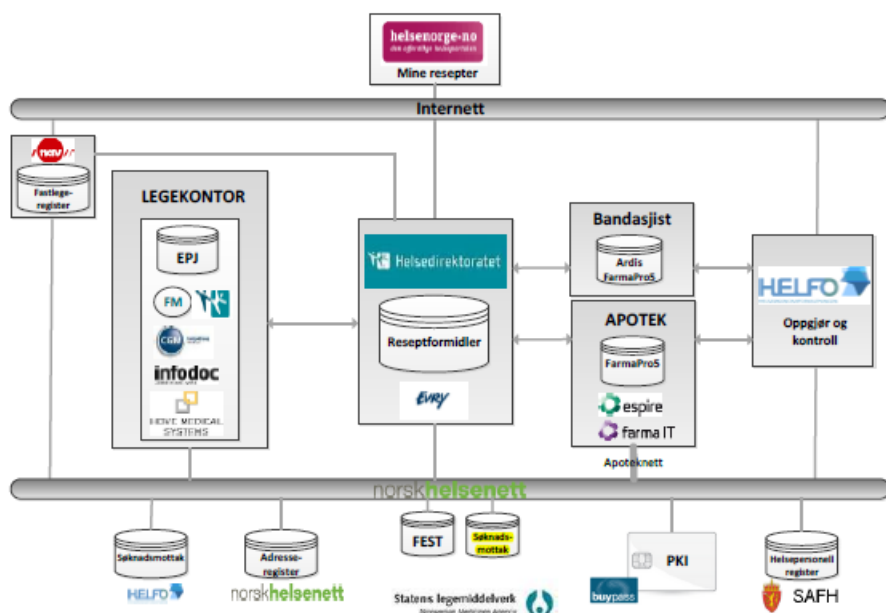 helsenorge.no
den offentlige helseportalen
Mine resepter
Internett
nav
Fastlege-
register
LEGEKONTOR
EPJ
FM
CGM
infodoc
HOVE MEDICAL
SYSTEMS
Helsedirektoratet
Reseptformidler
EVRY
Bandasjist
Ardis
FarmaPro5
APOTEK
FarmaPro5
espire
farma IT
Apoteknett
HELFO
Oppgjør og
kontroll
norskhelsenett
Søknadsmottak
HELFO
Adresse-
register
norskhelsenett
FEST
Søknads-
mottak
Statens legemiddelverk
Norwegian Medicines Agency
PKI
buypass
Helsepersonell
register
SAFH